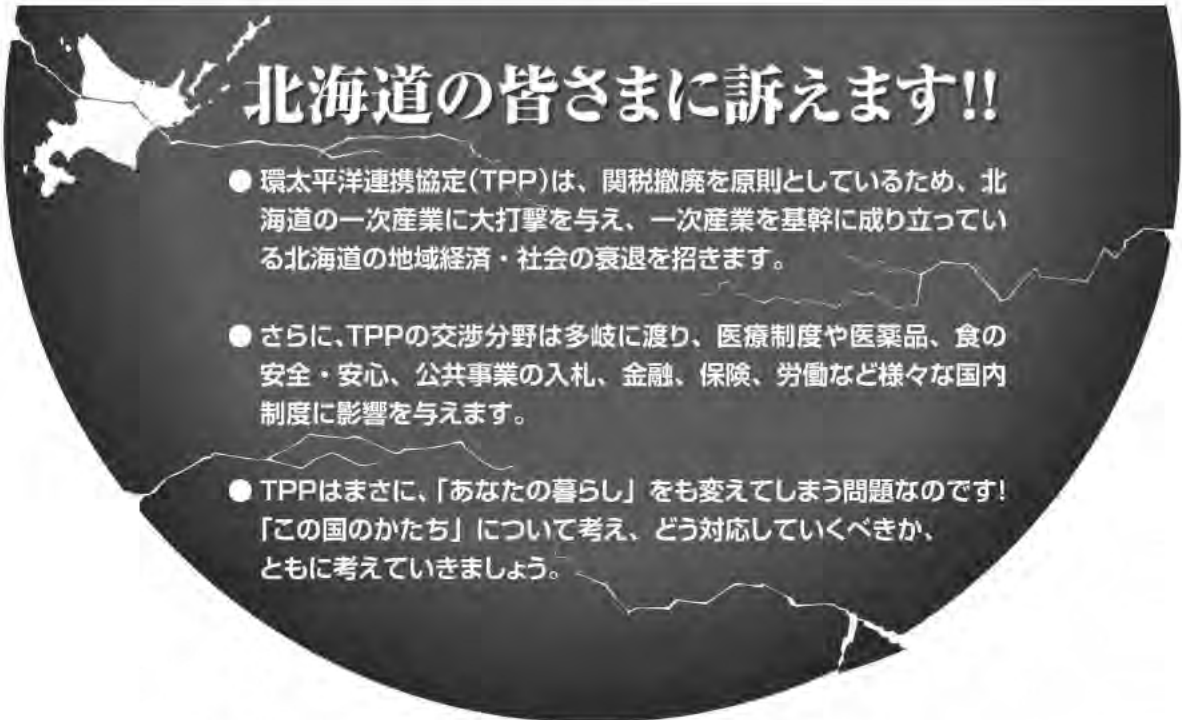 北海道の皆さまに訴えます!!
● 環太平洋連携協定(TPP)は、関税撤廃を原則としているため、北
海道の一次産業に大打撃を与え、一次産業を基幹に成り立ってい
る北海道の地域経済・社会の衰退を招きます。
● さらに、TPPの交渉分野は多岐に渡り、医療制度や医薬品、食の
安全・安心、公共事業の入札、金融、保険、労働など様々な国内
制度に影響を与えます。
● TPPはまさに、「あなたの暮らし」をも変えてしまう問題なのです!
「この国のかたち」について考え、どう対応していくべきか、
ともに考えていきましょう。